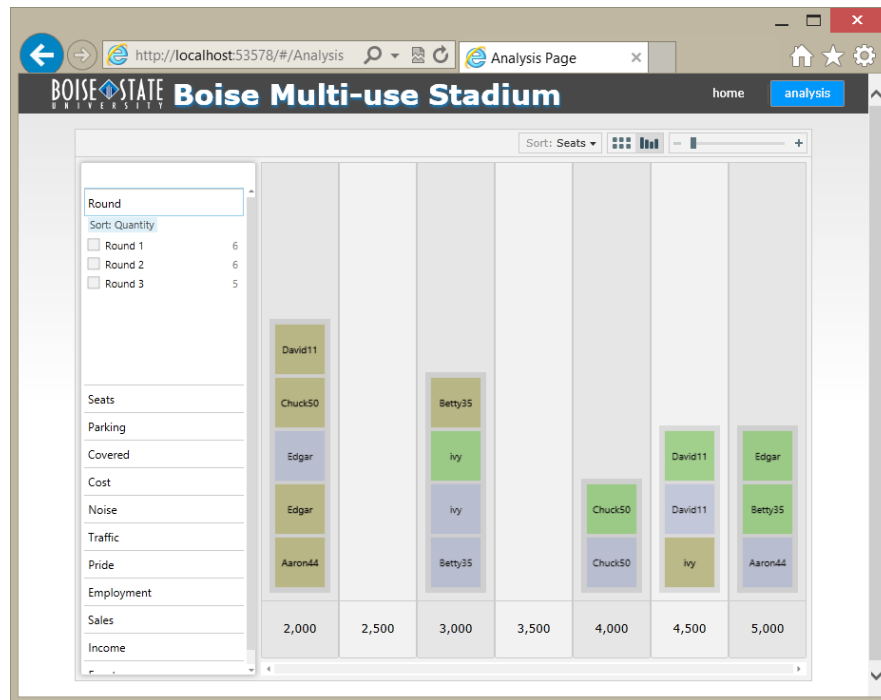 http://localhost:53578/#/Analysis
Analysis Page
BOISE STATE
UNIVERSITY
Boise Multi-use Stadium
home
analysis
Sort: Seats
Round
Sort: Quantity
Round 1 6
Round 2 6
Round 3 5
Seats
Parking
Covered
Cost
Noise
Traffic
Pride
Employment
Sales
Income
David11
Chuck50 Betty35
Edgar ivy David11 Edgar
Edgar ivy Chuck50 David11 Betty35
Aaron44 Betty35 Chuck50 ivy Aaron44
2,000 2,500 3,000 3,500 4,000 4,500 5,000